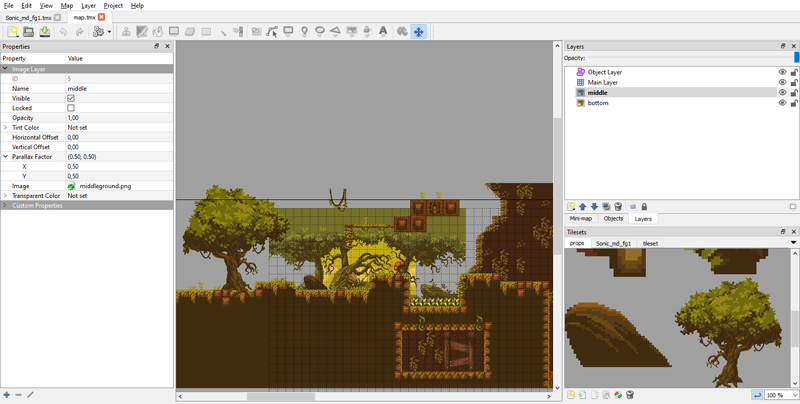 File Edit View Map Layer Project Help
Sonic_md_fg1.tmx map.tmx
Properties
Property Value
Image Layer
ID 5
Name middle
Visible
Locked
Opacity 1,00
Tint Color Not set
Horizontal Offset 0,00
Vertical Offset 0,00
Parallax Factor (0.50, 0.50)
X 0,50
Y 0,50
Image middleground.png
Transparent Color Not set
Custom Properties
Layers
Opacity:
Object Layer
Main Layer
middle
bottom
Mini-map Objects Layers
Tilesets
props Sonic_md_fg1 tileset
100 %